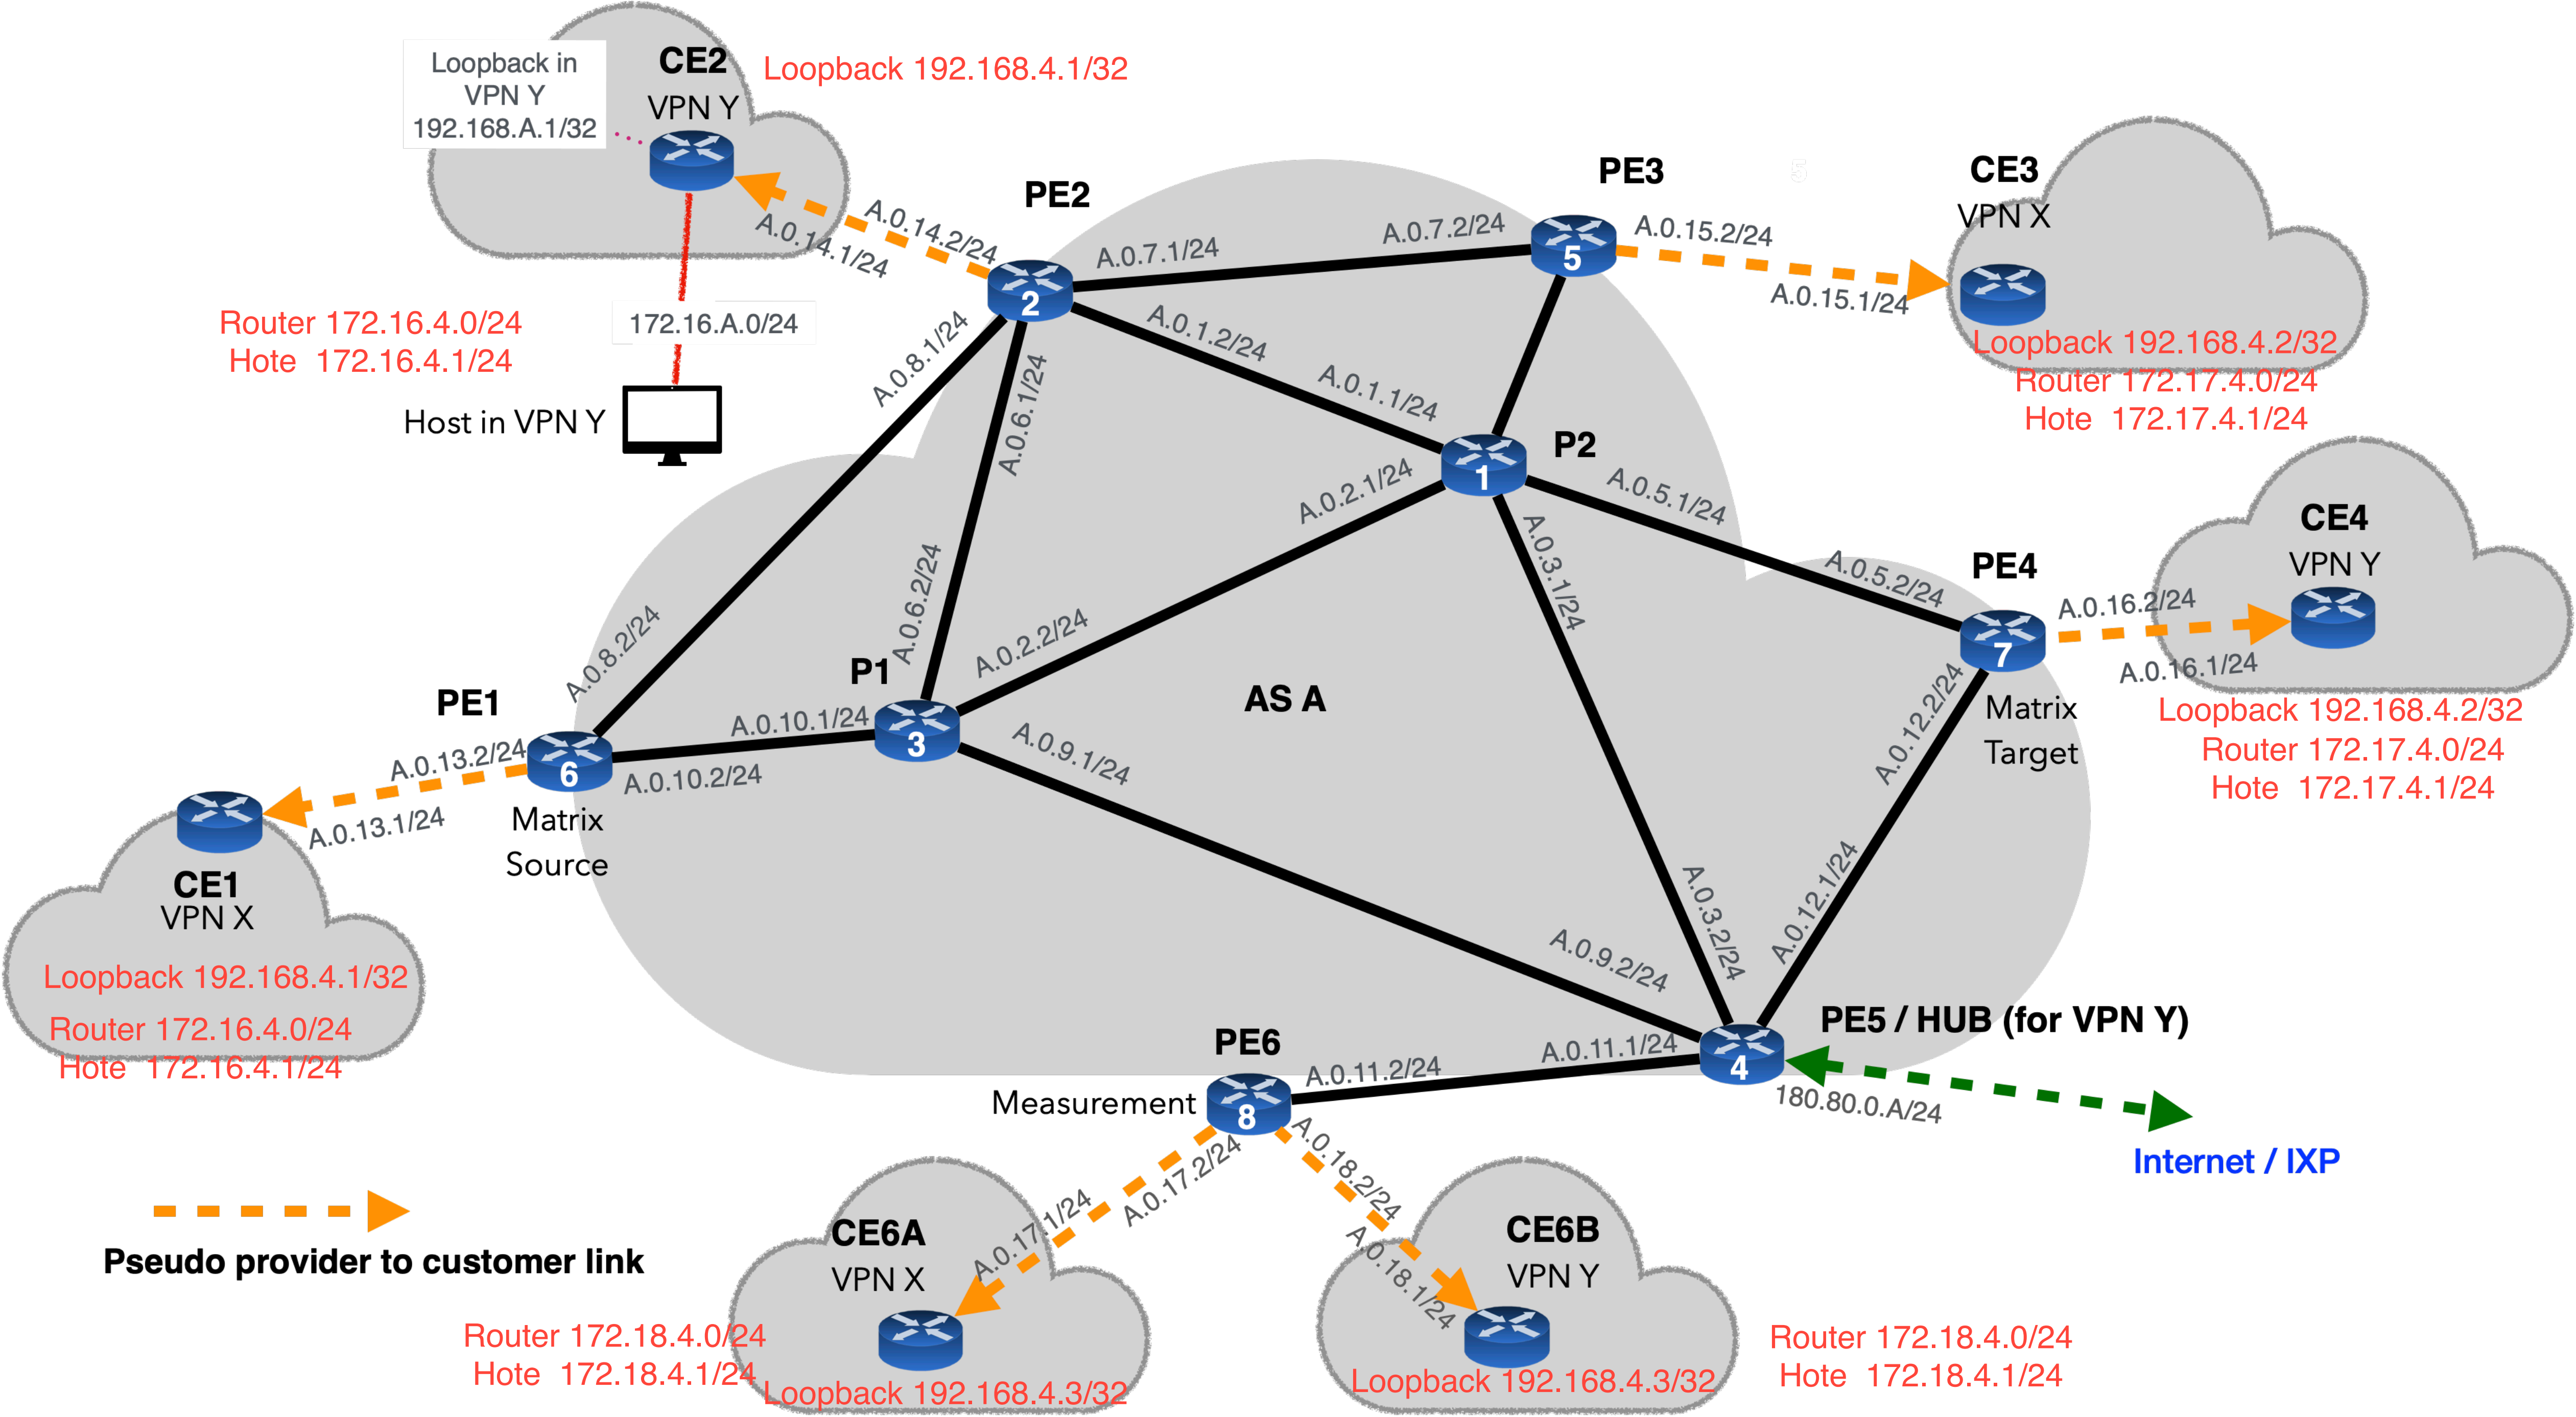 Loopback in
VPN Y
192.168.A.1/32
CE2
VPN Y
Loopback 192.168.4.1/32
A.0.14.2/24
A.0.14.1/24
Router 172.16.4.0/24
Hote 172.16.4.1/24
172.16.A.0/24
Host in VPN Y
PE2
2
A.0.7.1/24
A.0.7.2/24
PE3
5
5
A.0.15.2/24
A.0.15.1/24
CE3
VPN X
Loopback 192.168.4.2/32
Router 172.17.4.0/24
Hote 172.17.4.1/24
A.0.8.1/24
A.0.6.1/24
A.0.1.2/24
A.0.1.1/24
P2
1
A.0.2.1/24
A.0.5.1/24
A.0.3.1/24
A.0.5.2/24
PE4
7
Matrix
Target
A.0.16.2/24
A.0.16.1/24
CE4
VPN Y
Loopback 192.168.4.2/32
Router 172.17.4.0/24
Hote 172.17.4.1/24
A.0.8.2/24
A.0.6.2/24
A.0.2.2/24
P1
3
AS A
PE1
6
Matrix
Source
A.0.10.1/24
A.0.10.2/24
A.0.13.2/24
A.0.13.1/24
A.0.9.1/24
A.0.12.2/24
CE1
VPN X
Loopback 192.168.4.1/32
Router 172.16.4.0/24
Hote 172.16.4.1/24
A.0.9.2/24
A.0.3.2/24
A.0.12.1/24
PE5 / HUB (for VPN Y)
4
180.80.0.A/24
Internet / IXP
PE6
8
Measurement
A.0.11.2/24
A.0.11.1/24
A.0.17.2/24
A.0.17.1/24
A.0.18.2/24
A.0.18.1/24
Pseudo provider to customer link
CE6A
VPN X
Router 172.18.4.0/24
Hote 172.18.4.1/24
Loopback 192.168.4.3/32
CE6B
VPN Y
Loopback 192.168.4.3/32
Router 172.18.4.0/24
Hote 172.18.4.1/24